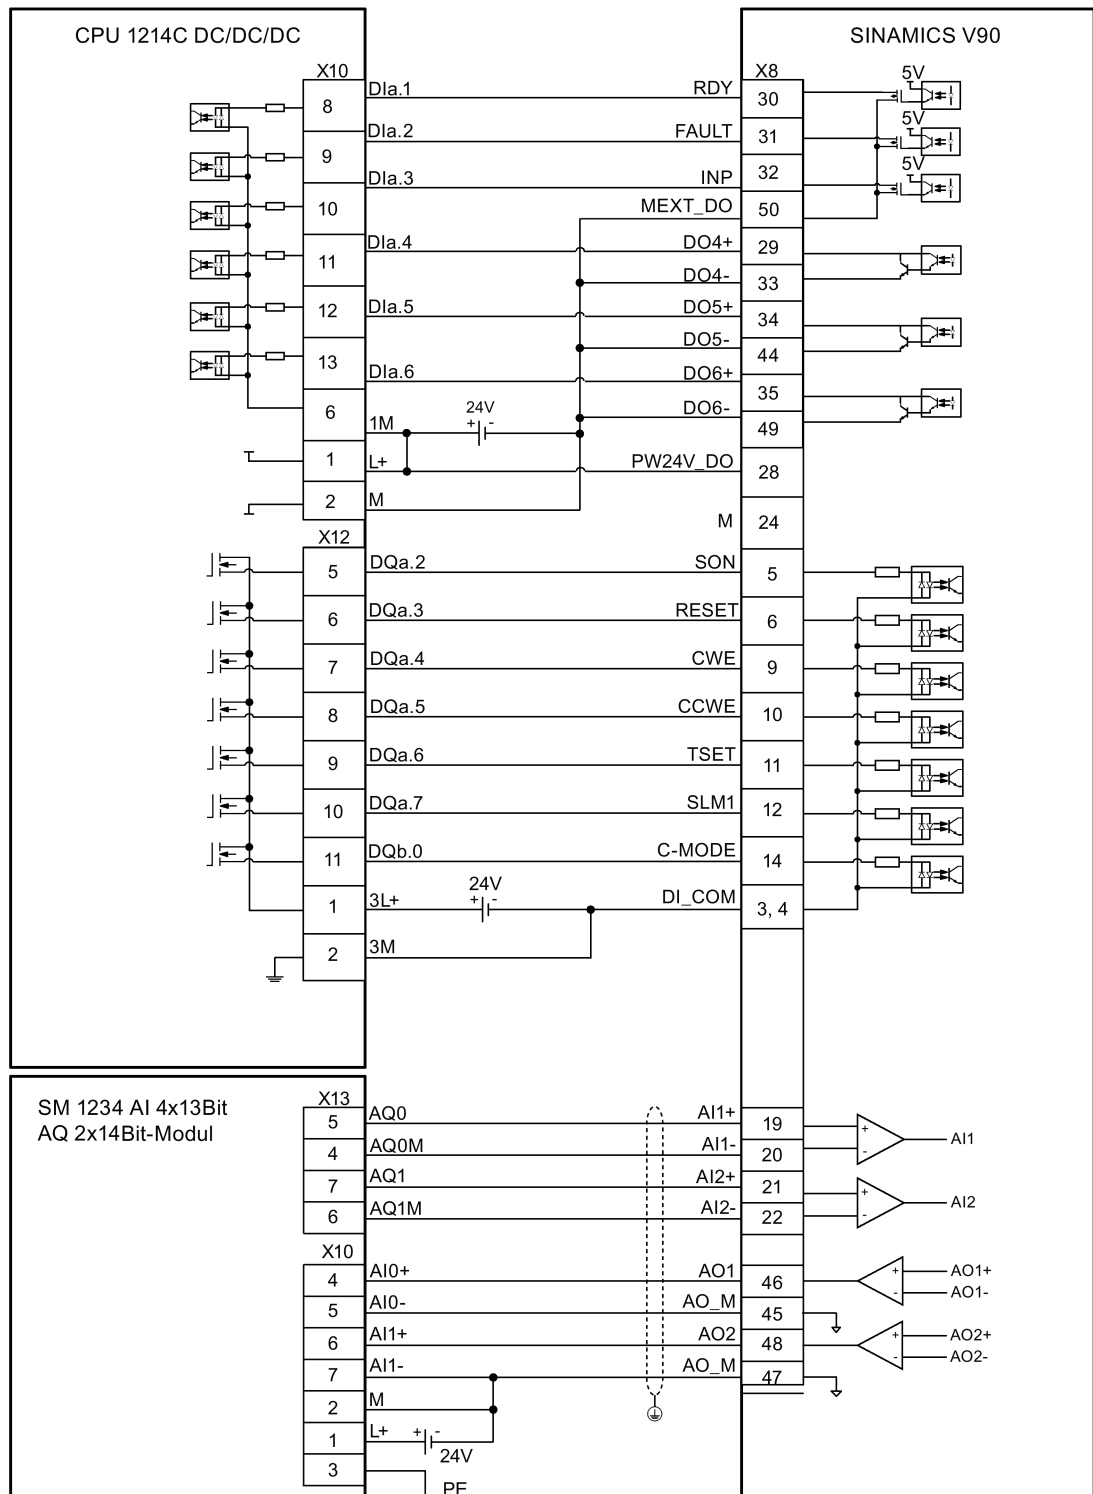 CPU 1214C DC/DC/DC
SINAMICS V90
X10
X8
5V
8 DIa.1 RDY 30
5V
9 DIa.2 FAULT 31
5V
10 DIa.3 INP 32
MEXT_DO 50
11 DIa.4 DO4+ 29
DO4- 33
12 DIa.5 DO5+ 34
DO5- 44
13 DIa.6 DO6+ 35
24V
6 1M + - DO6- 49
1 L+ PW24V_DO 28
2 M
M 24
X12
5 DQa.2 SON 5
6 DQa.3 RESET 6
7 DQa.4 CWE 9
8 DQa.5 CCWE 10
9 DQa.6 TSET 11
10 DQa.7 SLM1 12
11 DQb.0 C-MODE 14
24V
1 3L+ + - DI_COM 3, 4
2 3M
SM 1234 AI 4x13Bit
AQ 2x14Bit-Modul
X13
5 AQ0 AI1+ 19 +
AI1
4 AQ0M AI1- 20 -
7 AQ1 AI2+ 21 +
AI2
6 AQ1M AI2- 22 -
X10
4 AI0+ AO1 46 + AO1+
- AO1-
5 AI0- AO_M 45
6 AI1+ AO2 48 + AO2+
- AO2-
7 AI1- AO_M 47
2 M
1 L+ + -
24V
3
PE